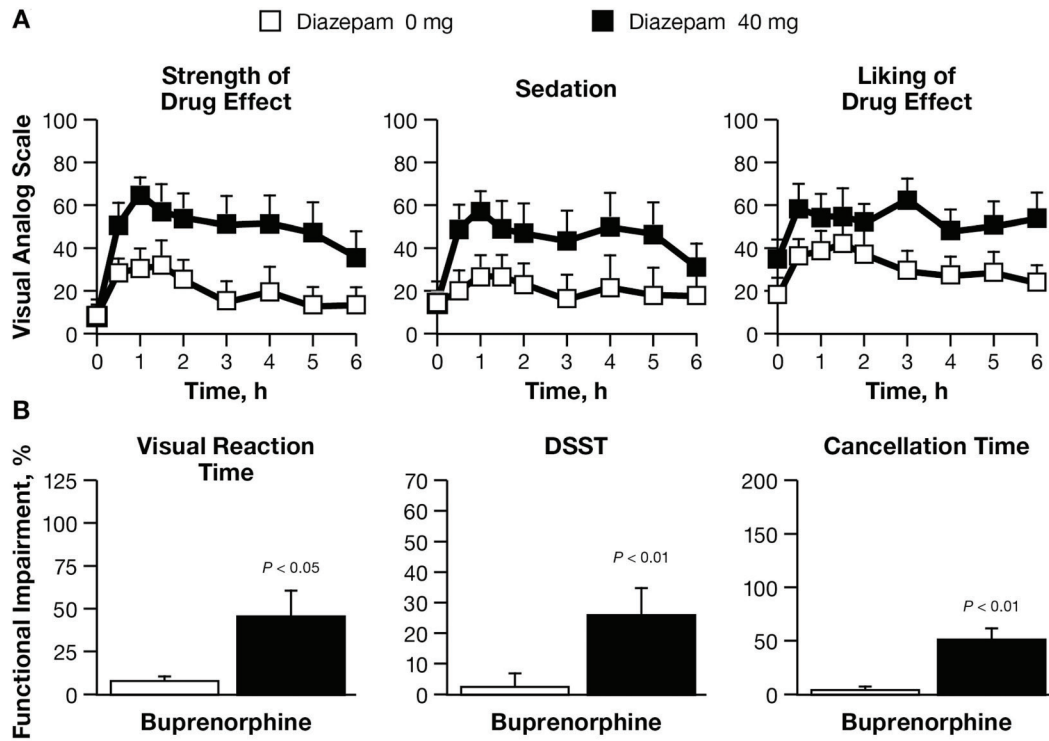 A
Diazepam 0 mg
Diazepam 40 mg
Strength of
Drug Effect
Sedation
Liking of
Drug Effect
Visual Analog Scale
100
80
60
40
20
0
0 1 2 3 4 5 6
Time, h
100
80
60
40
20
0
0 1 2 3 4 5 6
Time, h
100
80
60
40
20
0
0 1 2 3 4 5 6
Time, h
B
Functional Impairment, %
Visual Reaction
Time
125
100
75
50
25
0
P < 0.05
Buprenorphine
DSST
70
60
50
40
30
20
10
0
P < 0.01
Buprenorphine
Cancellation Time
200
150
100
50
0
P < 0.01
Buprenorphine